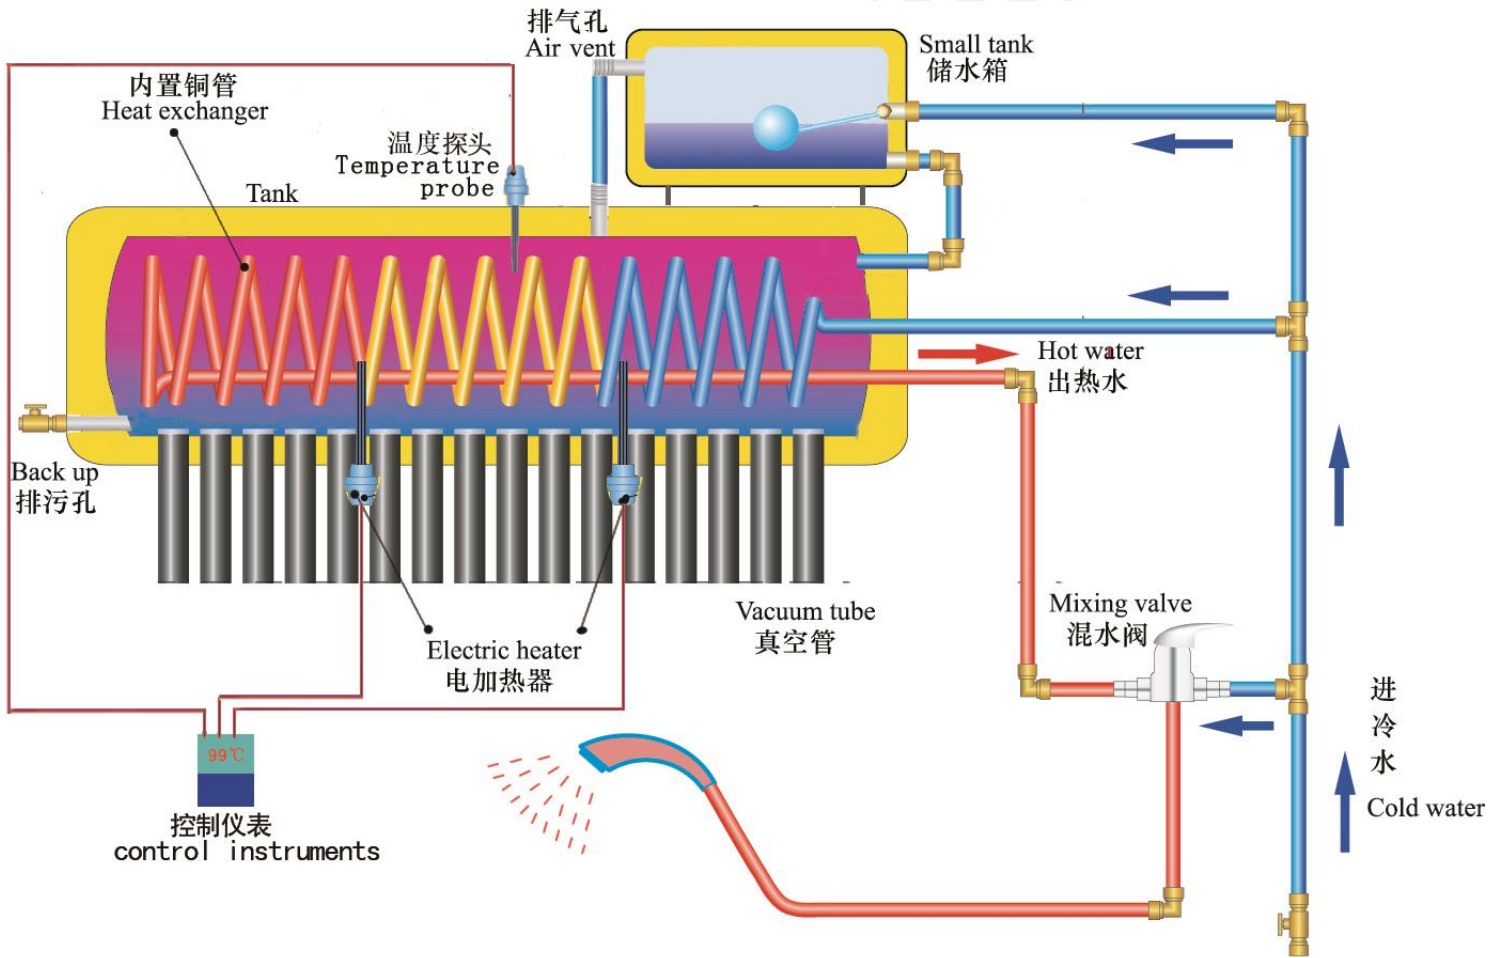 排气孔
Air vent
Small tank
储水箱
内置铜管
Heat exchanger
温度探头
Temperature
probe
Tank
Hot water
出热水
Back up
排污孔
Vacuum tube
真空管
Mixing valve
混水阀
Electric heater
电加热器
进
冷
水
Cold water
99℃
控制仪表
control instruments